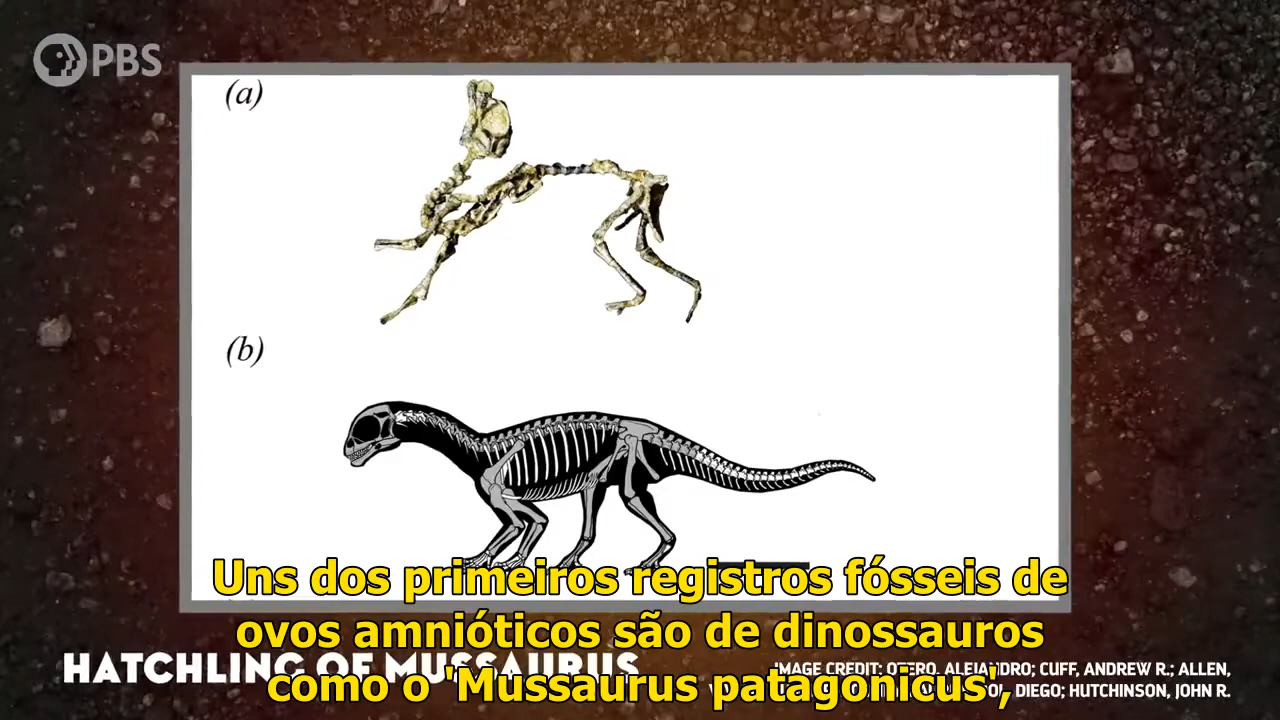 PBS
(a)
(b)
Uns dos primeiros registros fósseis de
ovos amnióticos são de dinossauros
como o 'Mussaurus patagonicus',
HATCHLING OF MUSSAURUS
IMAGE CREDIT: OTERO, ALEJANDRO; CUFF, ANDREW R.; ALLEN,
DIEGO; HUTCHINSON, JOHN R.